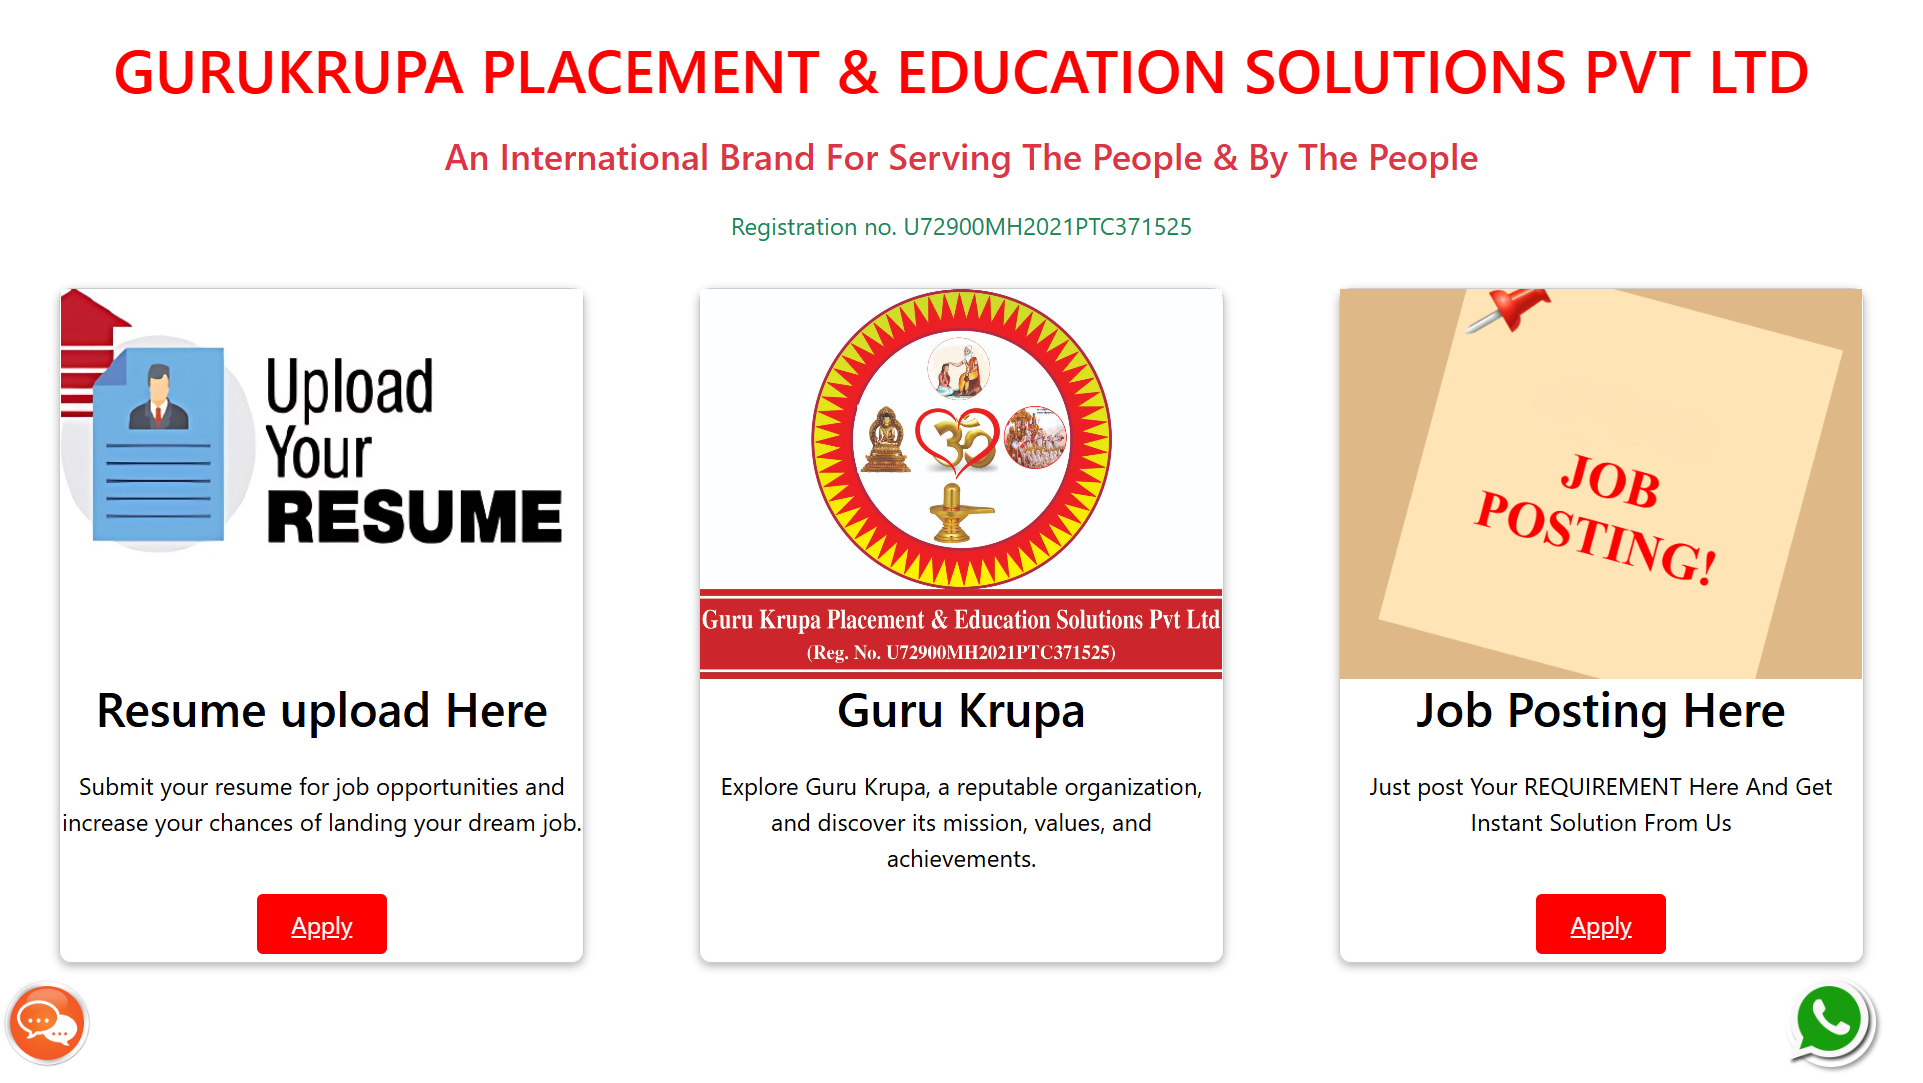 GURUKRUPA PLACEMENT & EDUCATION SOLUTIONS PVT LTD
An International Brand For Serving The People & By The People
Registration no. U72900MH2021PTC371525
Upload
Your
RESUME
Resume upload Here
Submit your resume for job opportunities and
increase your chances of landing your dream job.
Apply
Guru Krupa Placement & Education Solutions Pvt Ltd
(Reg. No. U72900MH2021PTC371525)
Guru Krupa
Explore Guru Krupa, a reputable organization,
and discover its mission, values, and
achievements.
JOB
POSTING!
Job Posting Here
Just post Your REQUIREMENT Here And Get
Instant Solution From Us
Apply